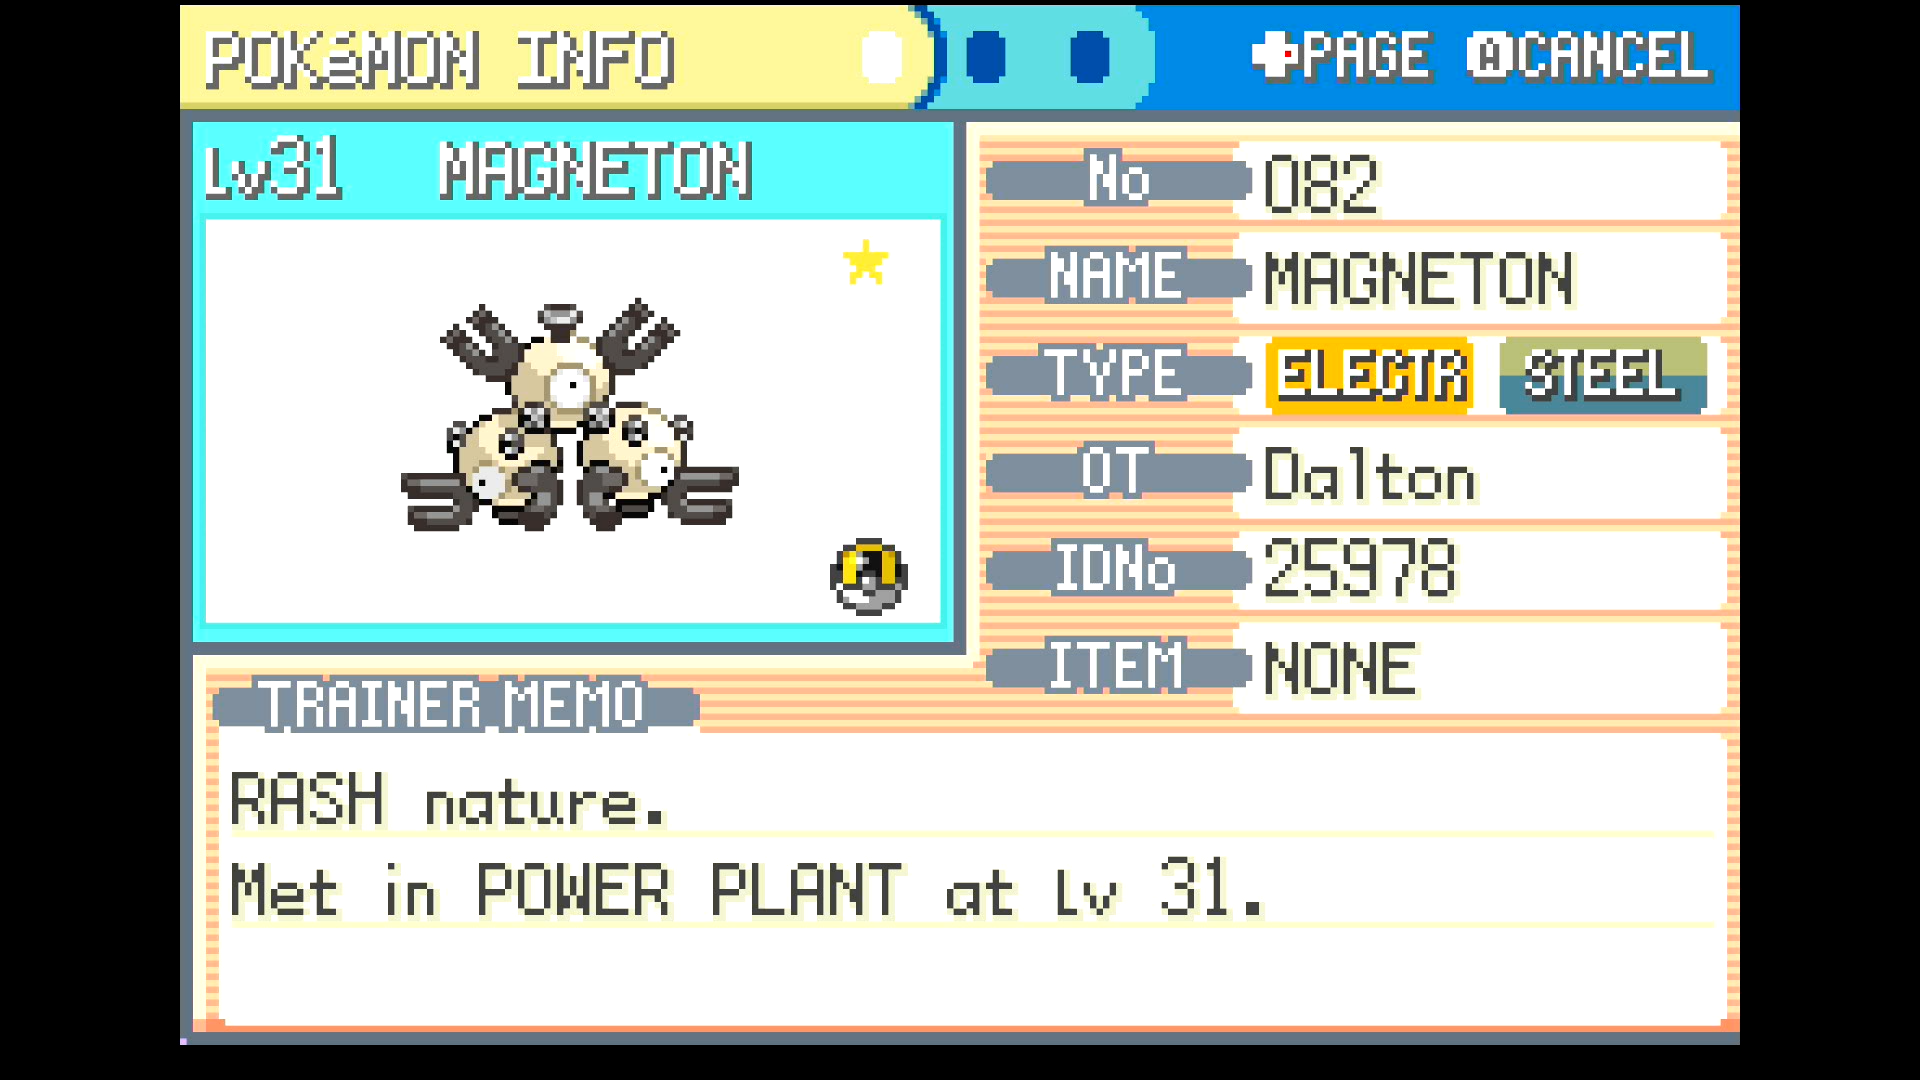 POKéMON INFO PAGE A CANCEL
Lv31 MAGNETON
No 082
NAME MAGNETON
TYPE ELECTR STEEL
OT Dalton
IDNo 25978
ITEM NONE
TRAINER MEMO
RASH nature.
Met in POWER PLANT at Lv 31.